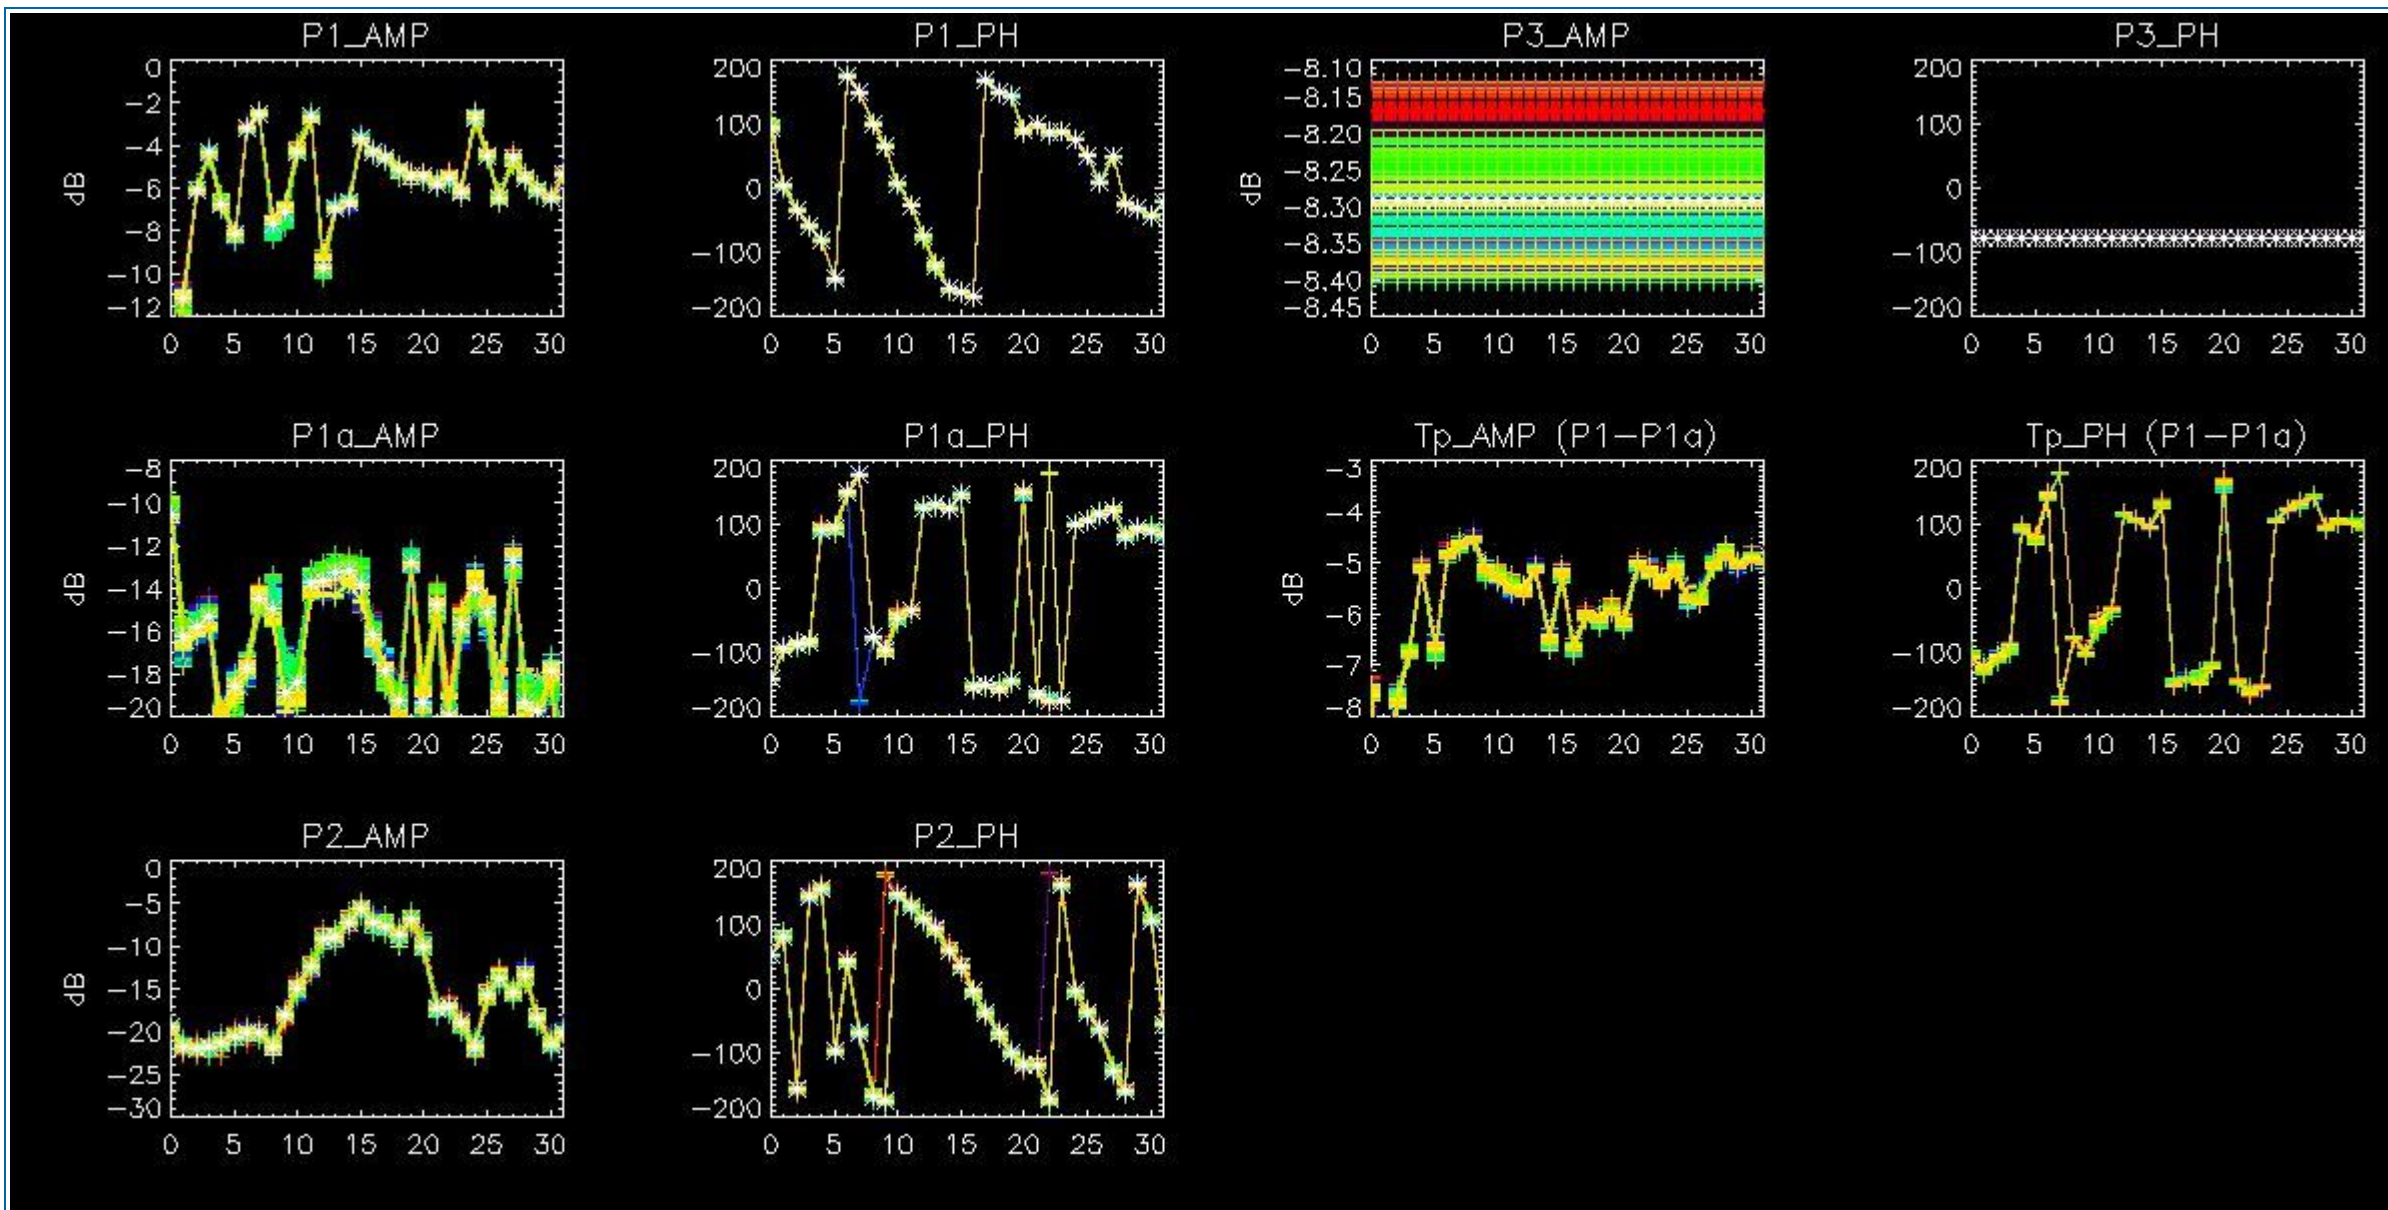 P1_AMP P1_PH P3_AMP P3_PH
0 200 -8.10 200
-2 100 -8.15 100
-4 0 -8.20 0
-6 -100 -8.25 -100
-8 -200 -8.30 -200
-10 -8.35
-12 -8.40
-8.45
dB dB
0 5 10 15 20 25 30 0 5 10 15 20 25 30 0 5 10 15 20 25 30 0 5 10 15 20 25 30
P1a_AMP P1a_PH Tp_AMP (P1-P1a) Tp_PH (P1-P1a)
-8 200 -3 200
-10 100 -4 100
-12 0 -5 0
-14 -100 -6 -100
-16 -200 -7 -200
-18 -8
-20
dB dB
0 5 10 15 20 25 30 0 5 10 15 20 25 30 0 5 10 15 20 25 30 0 5 10 15 20 25 30
P2_AMP P2_PH
0 200
-5 100
-10 0
-15 -100
-20 -200
-25
-30
dB
0 5 10 15 20 25 30 0 5 10 15 20 25 30